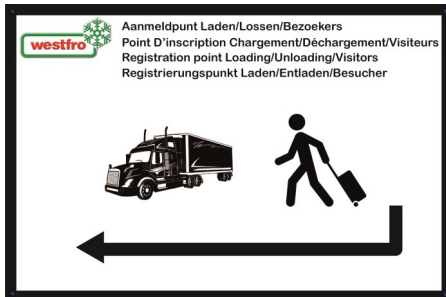 westfro
Aanmeldpunt Laden/Lossen/Bezoekers
Point D'inscription Chargement/Déchargement/Visiteurs
Registration point Loading/Unloading/Visitors
Registrierungspunkt Laden/Entladen/Besucher